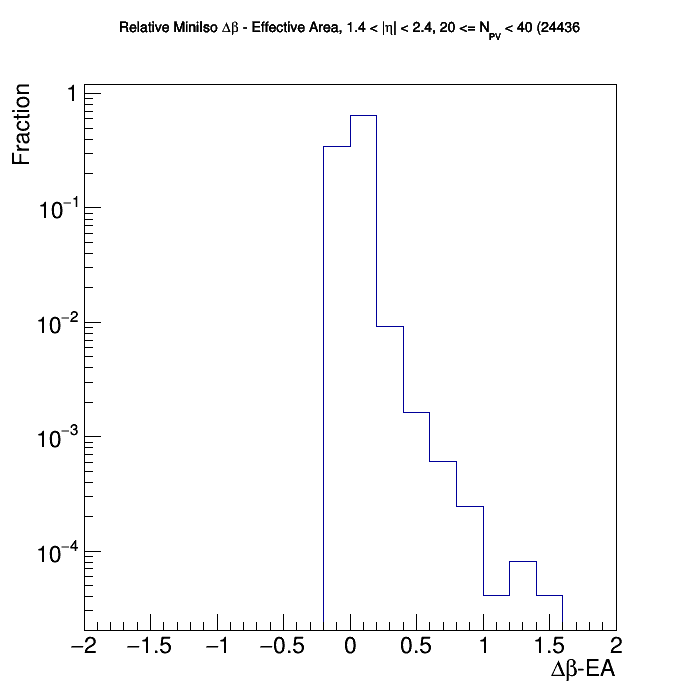 Relative MiniIso Δβ - Effective Area, 1.4 < |η| < 2.4, 20 <= N_PV < 40 (24436
Fraction
1
10⁻¹
10⁻²
10⁻³
10⁻⁴
−2 −1.5 −1 −0.5 0 0.5 1 1.5 2
Δβ-EA